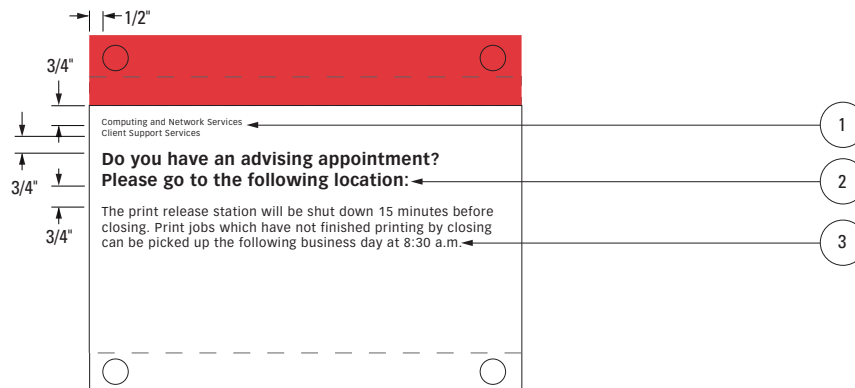 1/2"
3/4"
Computing and Network Services
Client Support Services
1
3/4"
Do you have an advising appointment?
Please go to the following location:
2
3/4"
The print release station will be shut down 15 minutes before
closing. Print jobs which have not finished printing by closing
can be picked up the following business day at 8:30 a.m.
3